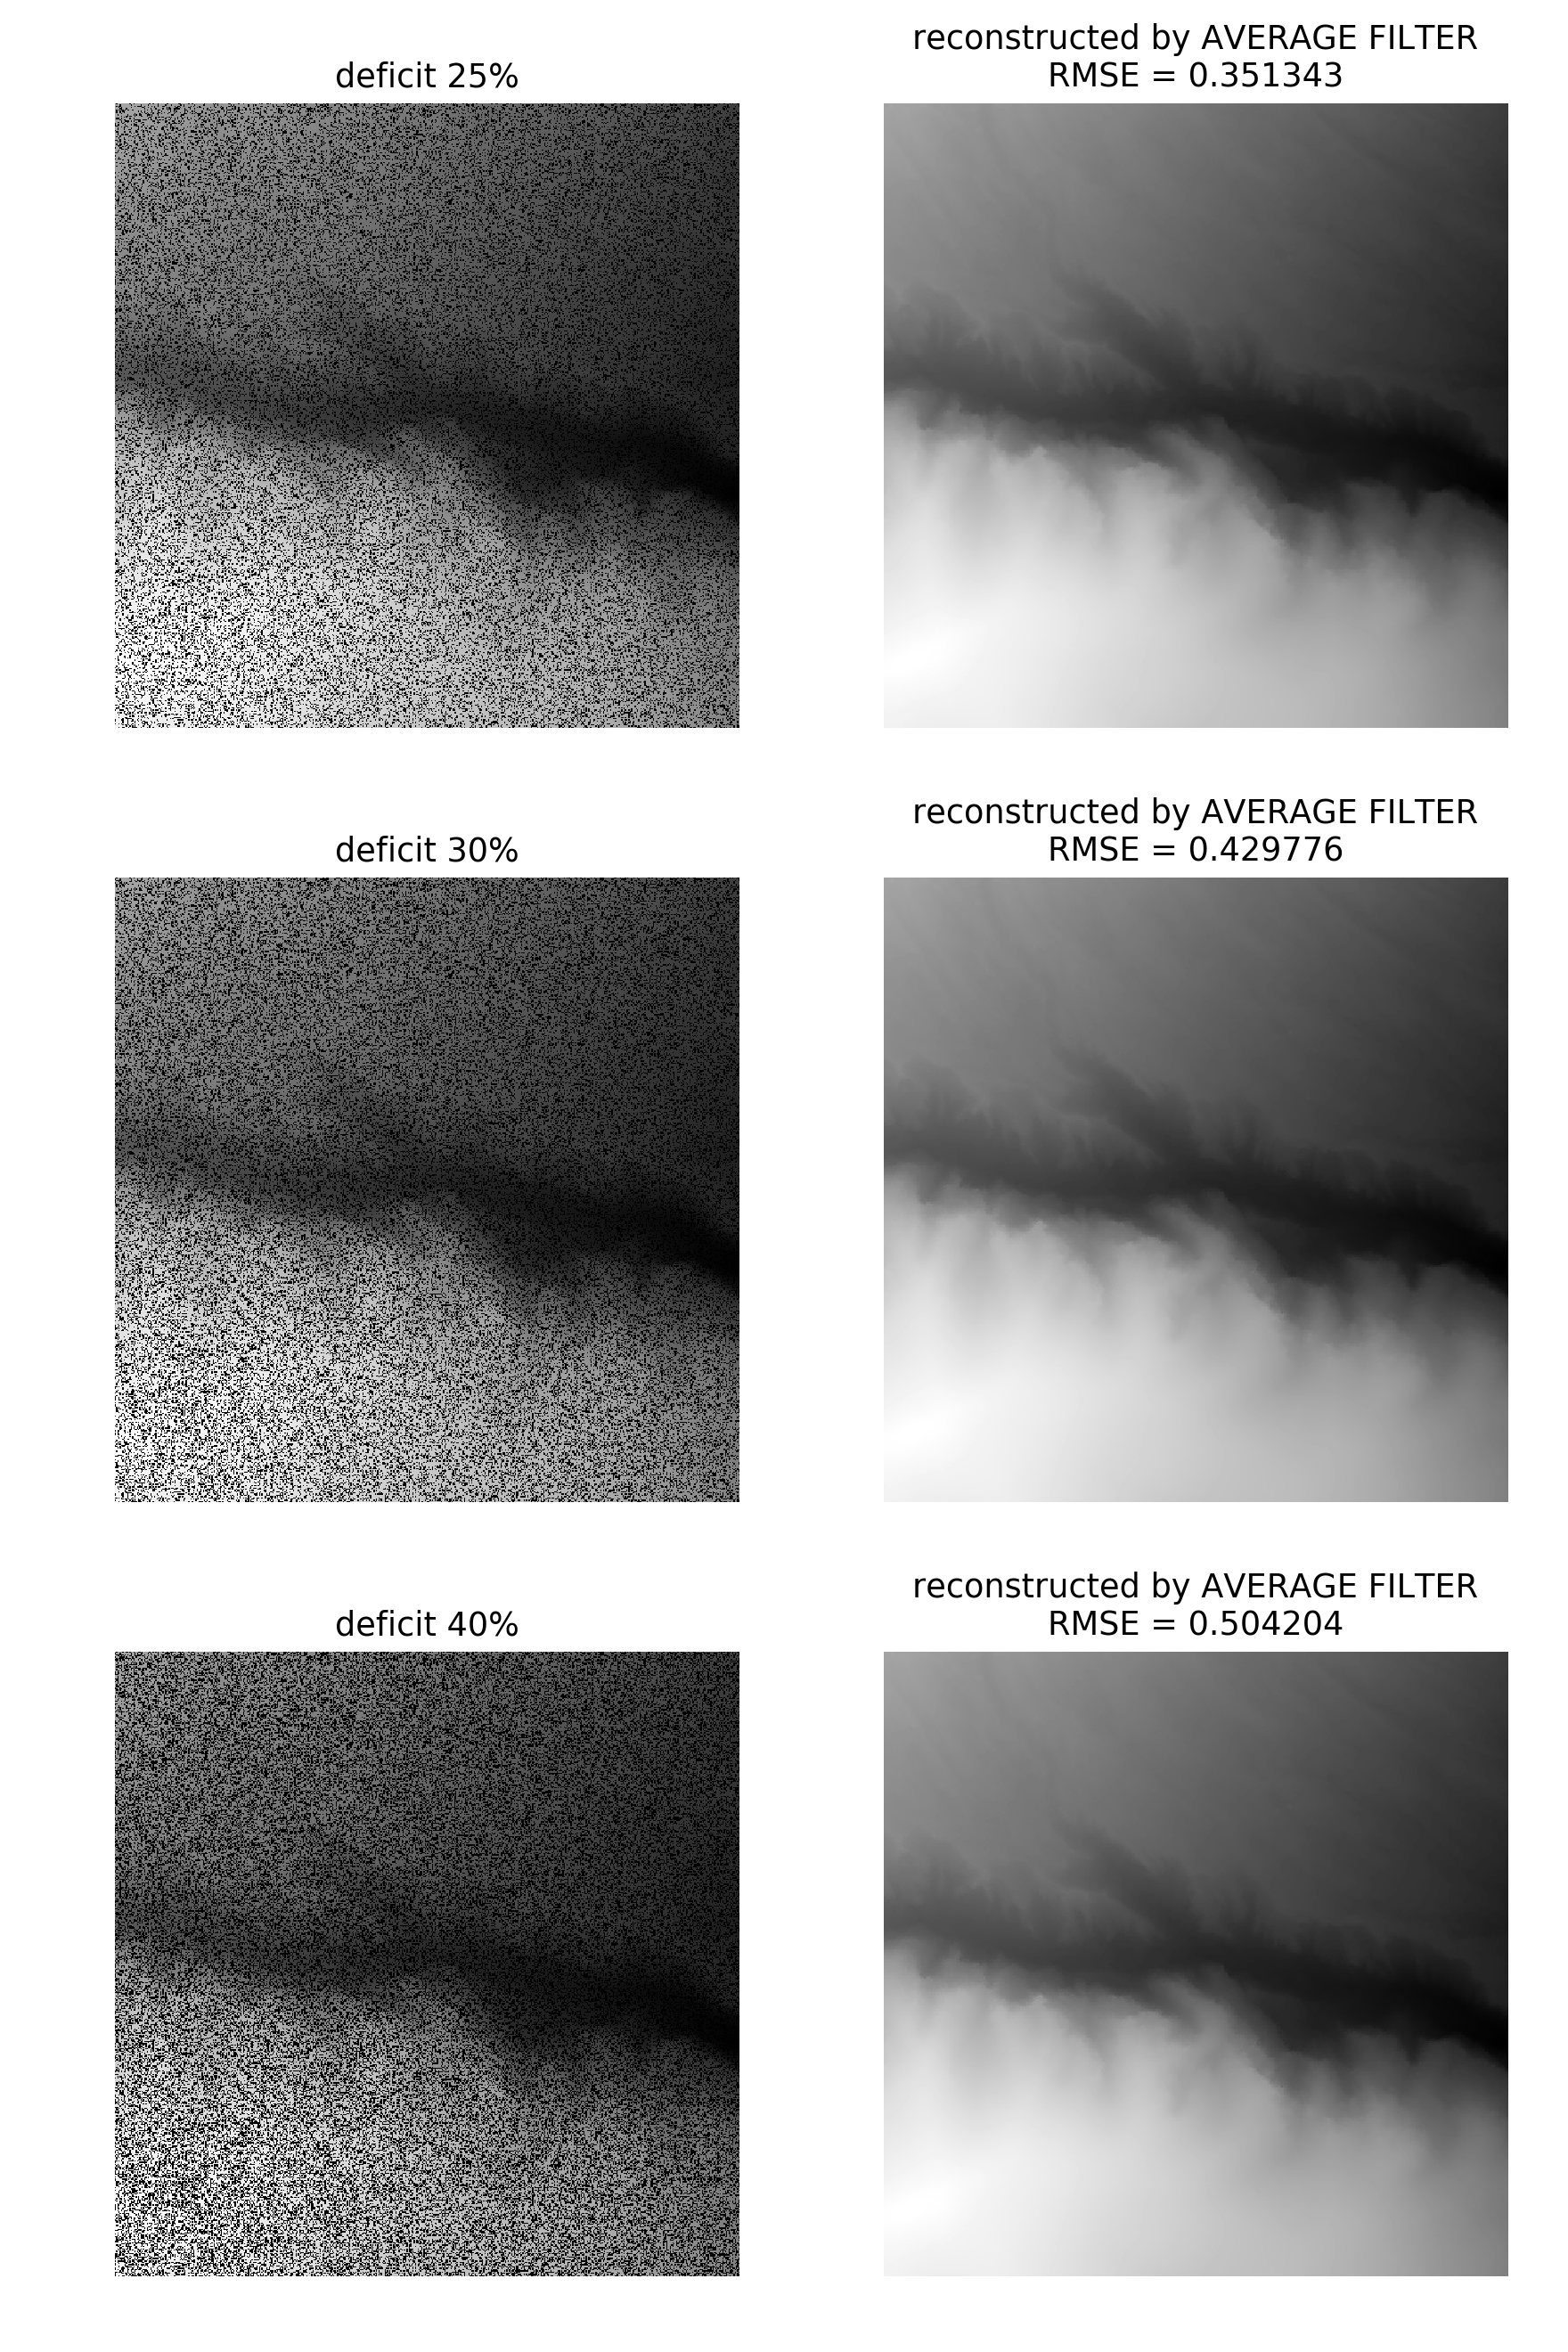 deficit 25%
reconstructed by AVERAGE FILTER
RMSE = 0.351343
deficit 30%
reconstructed by AVERAGE FILTER
RMSE = 0.429776
deficit 40%
reconstructed by AVERAGE FILTER
RMSE = 0.504204